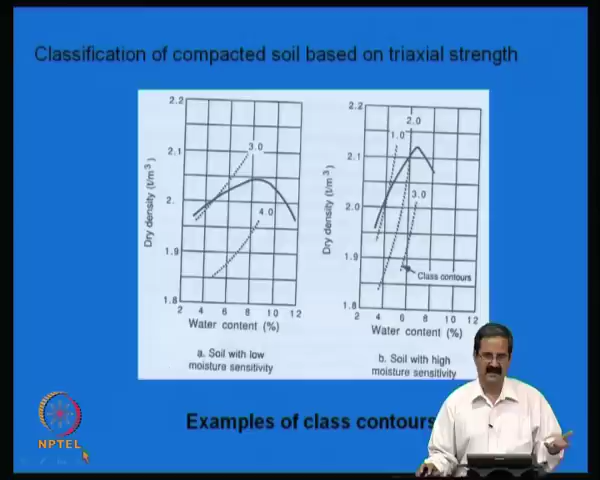 Classification of compacted soil based on triaxial strength
2.2
2.1
2.
1.9
1.8
Dry density (t/m³)
3.0
4.0
2 4 6 8 10 12
Water content (%)
a. Soil with low
moisture sensitivity
2.2
2.1
2.0
1.9
1.8
Dry density (t/m³)
2.0
1.0
3.0
Class contours
2 4 6 8 10 12
Water content (%)
b. Soil with high
moisture sensitivity
Examples of class contours
NPTEL